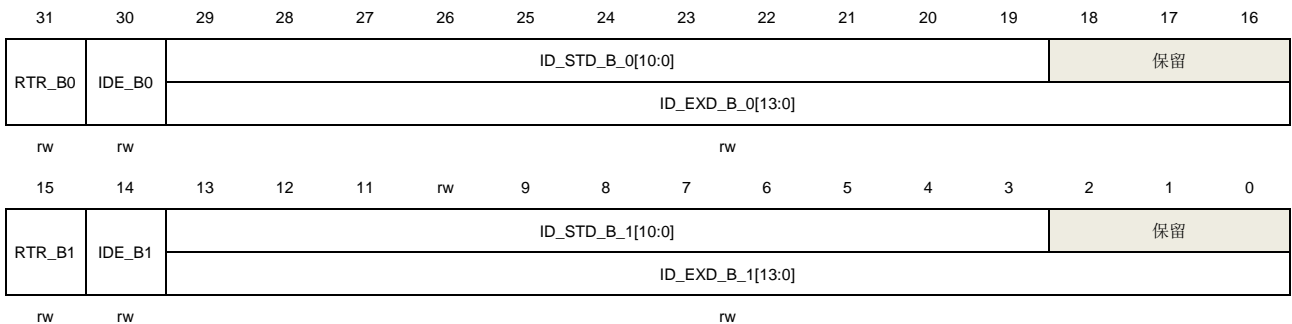 31 30 29 28 27 26 25 24 23 22 21 20 19 18 17 16
RTR_B0 IDE_B0 ID_STD_B_0[10:0] 保留
ID_EXD_B_0[13:0]
rw rw rw
15 14 13 12 11 rw 9 8 7 6 5 4 3 2 1 0
RTR_B1 IDE_B1 ID_STD_B_1[10:0] 保留
ID_EXD_B_1[13:0]
rw rw rw